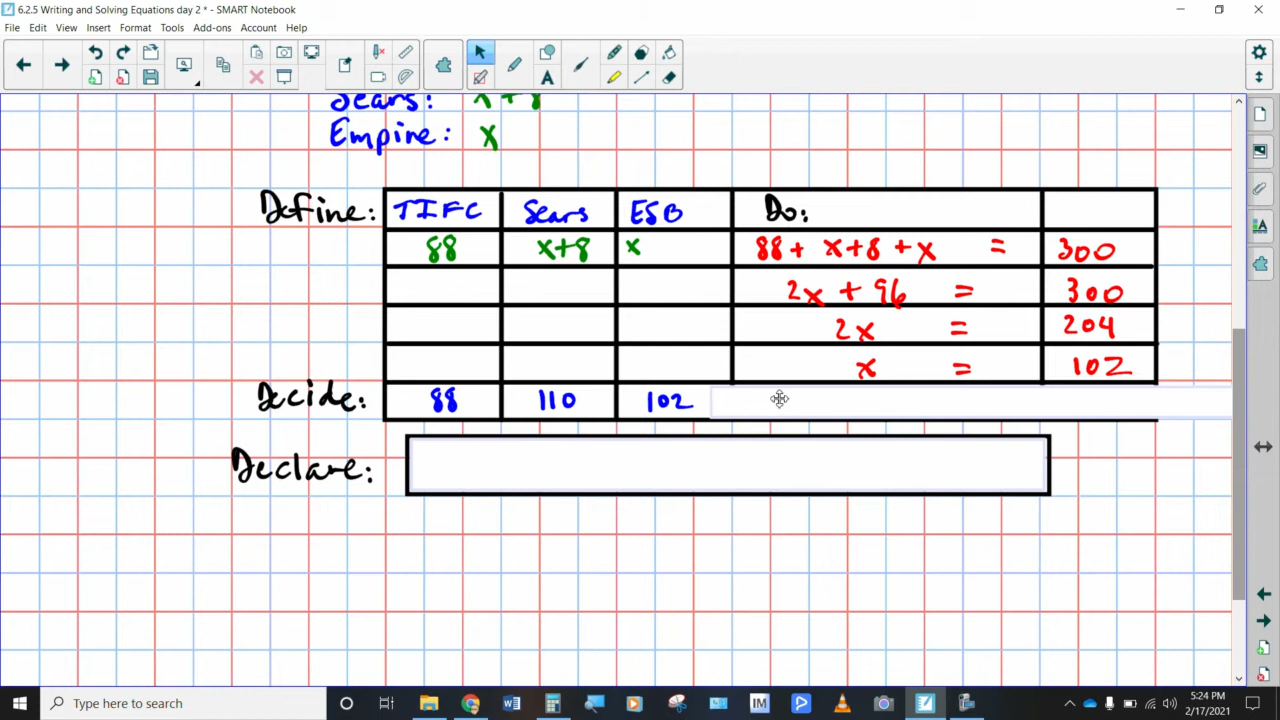 6.2.5 Writing and Solving Equations day 2 * - SMART Notebook
File Edit View Insert Format Tools Add-ons Account Help
Sears: x+8
Empire: x
Define: TIFC Sears ESB Do:
88 x+8 x 88+ x+8 +x = 300
2x + 96 = 300
2x = 204
x = 102
Decide: 88 110 102
Declare:
Type here to search
5:24 PM
2/17/2021